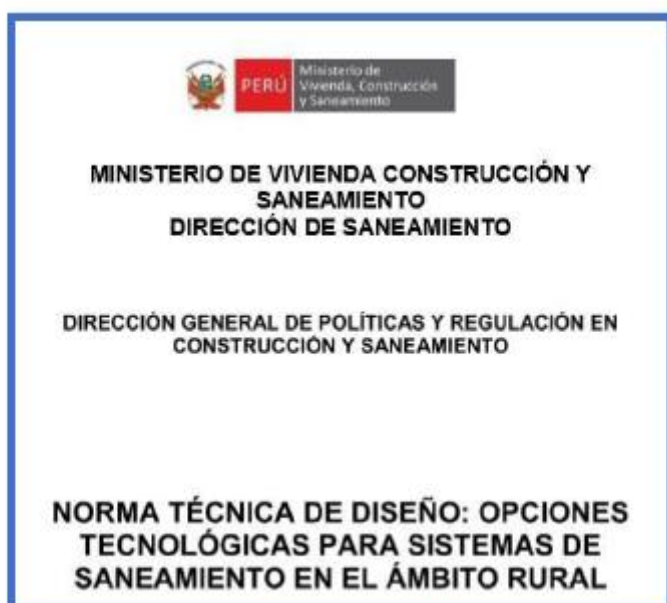 PERÚ
Ministerio de
Vivienda, Construcción
y Saneamiento
MINISTERIO DE VIVIENDA CONSTRUCCIÓN Y
SANEAMIENTO
DIRECCIÓN DE SANEAMIENTO
DIRECCIÓN GENERAL DE POLÍTICAS Y REGULACIÓN EN
CONSTRUCCIÓN Y SANEAMIENTO
NORMA TÉCNICA DE DISEÑO: OPCIONES
TECNOLÓGICAS PARA SISTEMAS DE
SANEAMIENTO EN EL ÁMBITO RURAL